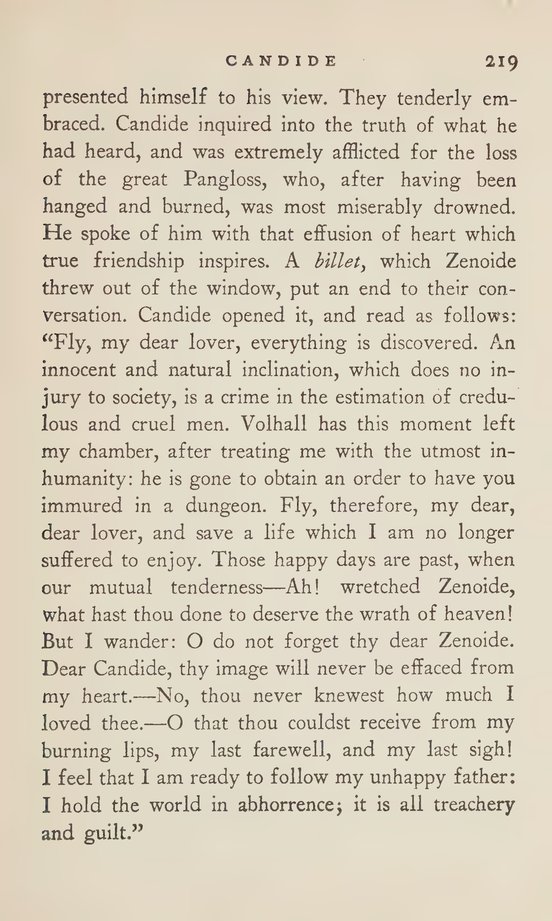 CANDIDE 219
presented himself to his view. They tenderly em-
braced. Candide inquired into the truth of what he
had heard, and was extremely afflicted for the loss
of the great Pangloss, who, after having been
hanged and burned, was most miserably drowned.
He spoke of him with that effusion of heart which
true friendship inspires. A billet, which Zenoide
threw out of the window, put an end to their con-
versation. Candide opened it, and read as follows:
“Fly, my dear lover, everything is discovered. An
innocent and natural inclination, which does no in-
jury to society, is a crime in the estimation of credu-
lous and cruel men. Volhall has this moment left
my chamber, after treating me with the utmost in-
humanity: he is gone to obtain an order to have you
immured in a dungeon. Fly, therefore, my dear,
dear lover, and save a life which I am no longer
suffered to enjoy. Those happy days are past, when
our mutual tenderness—Ah! wretched Zenoide,
what hast thou done to deserve the wrath of heaven!
But I wander: O do not forget thy dear Zenoide.
Dear Candide, thy image will never be effaced from
my heart.—No, thou never knewest how much I
loved thee.—O that thou couldst receive from my
burning lips, my last farewell, and my last sigh!
I feel that I am ready to follow my unhappy father:
I hold the world in abhorrence; it is all treachery
and guilt.”